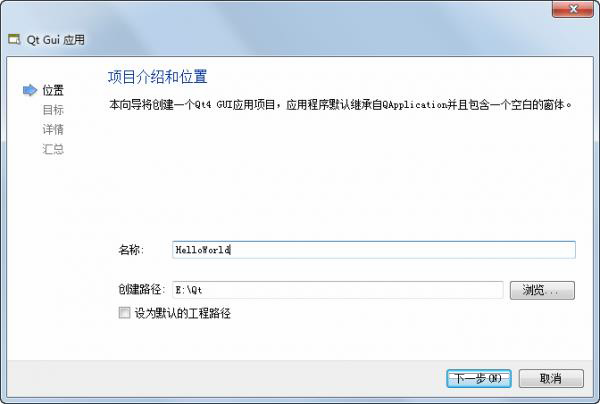 Qt Gui 应用
位置
目标
详情
汇总
项目介绍和位置
本向导将创建一个Qt4 GUI应用项目，应用程序默认继承自QApplication并且包含一个空白的窗体。
名称： HelloWorld
创建路径： E:\Qt 浏览...
设为默认的工程路径
下一步(N) 取消